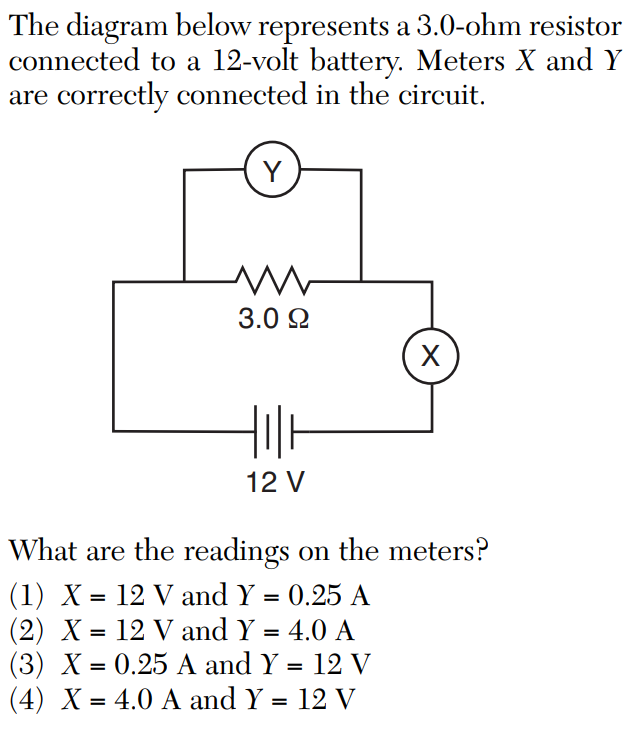 The diagram below represents a 3.0-ohm resistor
connected to a 12-volt battery. Meters X and Y
are correctly connected in the circuit.
Y
3.0 Ω
X
12 V
What are the readings on the meters?
(1) X = 12 V and Y = 0.25 A
(2) X = 12 V and Y = 4.0 A
(3) X = 0.25 A and Y = 12 V
(4) X = 4.0 A and Y = 12 V